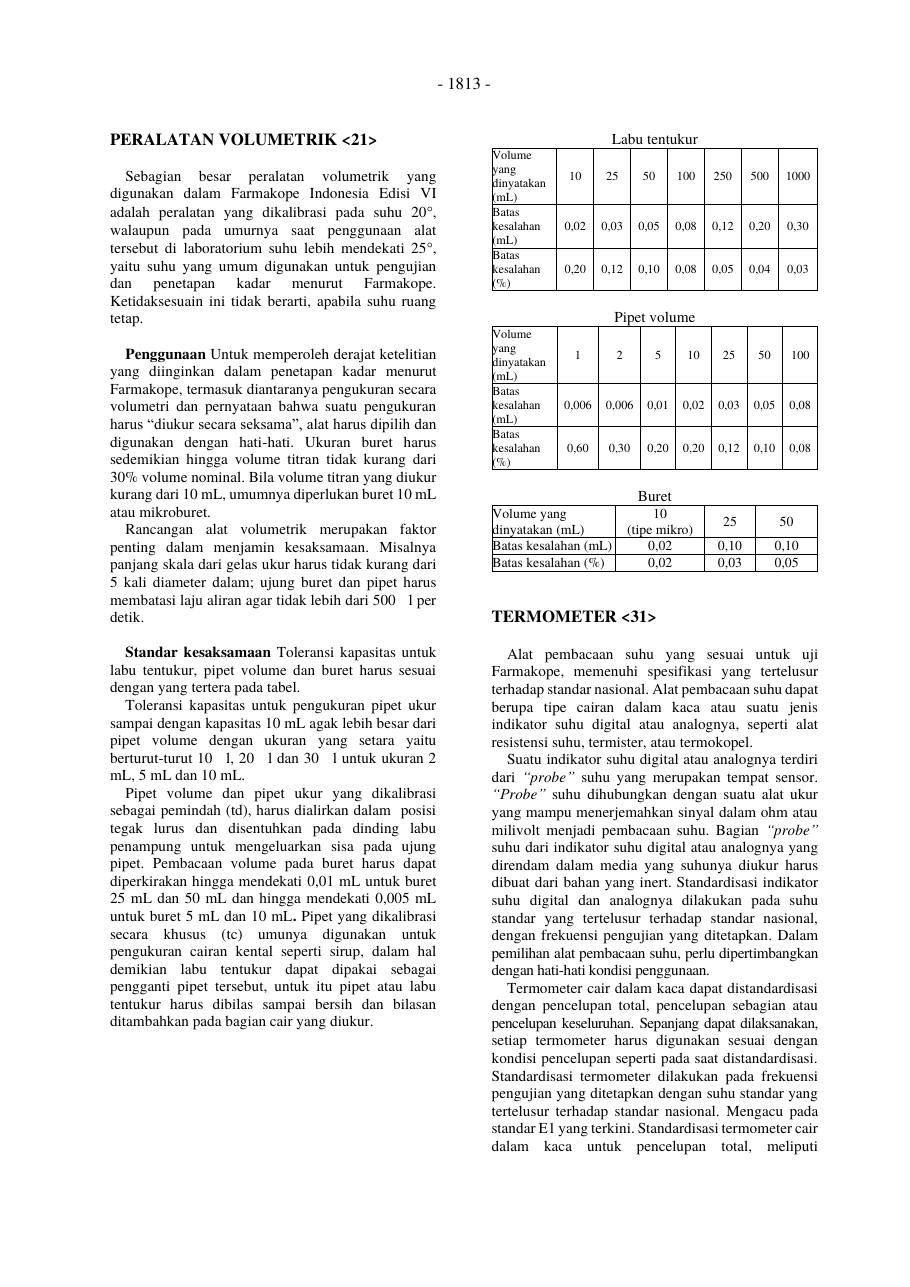 - 1813 -
PERALATAN VOLUMETRIK <21>
Sebagian besar peralatan volumetrik yang
digunakan dalam Farmakope Indonesia Edisi VI
adalah peralatan yang dikalibrasi pada suhu 20°,
walaupun pada umurnya saat penggunaan alat
tersebut di laboratorium suhu lebih mendekati 25°,
yaitu suhu yang umum digunakan untuk pengujian
dan penetapan kadar menurut Farmakope.
Ketidaksesuain ini tidak berarti, apabila suhu ruang
tetap.
Penggunaan Untuk memperoleh derajat ketelitian
yang diinginkan dalam penetapan kadar menurut
Farmakope, termasuk diantaranya pengukuran secara
volumetri dan pernyataan bahwa suatu pengukuran
harus “diukur secara seksama”, alat harus dipilih dan
digunakan dengan hati-hati. Ukuran buret harus
sedemikian hingga volume titran tidak kurang dari
30% volume nominal. Bila volume titran yang diukur
kurang dari 10 mL, umumnya diperlukan buret 10 mL
atau mikroburet.
Rancangan alat volumetrik merupakan faktor
penting dalam menjamin kesaksamaan. Misalnya
panjang skala dari gelas ukur harus tidak kurang dari
5 kali diameter dalam; ujung buret dan pipet harus
membatasi laju aliran agar tidak lebih dari 500 l per
detik.
Standar kesaksamaan Toleransi kapasitas untuk
labu tentukur, pipet volume dan buret harus sesuai
dengan yang tertera pada tabel.
Toleransi kapasitas untuk pengukuran pipet ukur
sampai dengan kapasitas 10 mL agak lebih besar dari
pipet volume dengan ukuran yang setara yaitu
berturut-turut 10 l, 20 l dan 30 l untuk ukuran 2
mL, 5 mL dan 10 mL.
Pipet volume dan pipet ukur yang dikalibrasi
sebagai pemindah (td), harus dialirkan dalam posisi
tegak lurus dan disentuhkan pada dinding labu
penampung untuk mengeluarkan sisa pada ujung
pipet. Pembacaan volume pada buret harus dapat
diperkirakan hingga mendekati 0,01 mL untuk buret
25 mL dan 50 mL dan hingga mendekati 0,005 mL
untuk buret 5 mL dan 10 mL. Pipet yang dikalibrasi
secara khusus (tc) umunya digunakan untuk
pengukuran cairan kental seperti sirup, dalam hal
demikian labu tentukur dapat dipakai sebagai
pengganti pipet tersebut, untuk itu pipet atau labu
tentukur harus dibilas sampai bersih dan bilasan
ditambahkan pada bagian cair yang diukur.
Labu tentukur
Volume
yang
dinyatakan
(mL)
10 25 50 100 250 500 1000
Batas
kesalahan
(mL)
0,02 0,03 0,05 0,08 0,12 0,20 0,30
Batas
kesalahan
(%)
0,20 0,12 0,10 0,08 0,05 0,04 0,03
Pipet volume
Volume
yang
dinyatakan
(mL)
1 2 5 10 25 50 100
Batas
kesalahan
(mL)
0,006 0,006 0,01 0,02 0,03 0,05 0,08
Batas
kesalahan
(%)
0,60 0,30 0,20 0,20 0,12 0,10 0,08
Buret
Volume yang
dinyatakan (mL)
10
(tipe mikro)
25 50
Batas kesalahan (mL) 0,02 0,10 0,10
Batas kesalahan (%) 0,02 0,03 0,05
TERMOMETER <31>
Alat pembacaan suhu yang sesuai untuk uji
Farmakope, memenuhi spesifikasi yang tertelusur
terhadap standar nasional. Alat pembacaan suhu dapat
berupa tipe cairan dalam kaca atau suatu jenis
indikator suhu digital atau analognya, seperti alat
resistensi suhu, termister, atau termokopel.
Suatu indikator suhu digital atau analognya terdiri
dari “probe” suhu yang merupakan tempat sensor.
“Probe” suhu dihubungkan dengan suatu alat ukur
yang mampu menerjemahkan sinyal dalam ohm atau
milivolt menjadi pembacaan suhu. Bagian “probe”
suhu dari indikator suhu digital atau analognya yang
direndam dalam media yang suhunya diukur harus
dibuat dari bahan yang inert. Standardisasi indikator
suhu digital dan analognya dilakukan pada suhu
standar yang tertelusur terhadap standar nasional,
dengan frekuensi pengujian yang ditetapkan. Dalam
pemilihan alat pembacaan suhu, perlu dipertimbangkan
dengan hati-hati kondisi penggunaan.
Termometer cair dalam kaca dapat distandardisasi
dengan pencelupan total, pencelupan sebagian atau
pencelupan keseluruhan. Sepanjang dapat dilaksanakan,
setiap termometer harus digunakan sesuai dengan
kondisi pencelupan seperti pada saat distandardisasi.
Standardisasi termometer dilakukan pada frekuensi
pengujian yang ditetapkan dengan suhu standar yang
tertelusur terhadap standar nasional. Mengacu pada
standar E1 yang terkini. Standardisasi termometer cair
dalam kaca untuk pencelupan total, meliputi